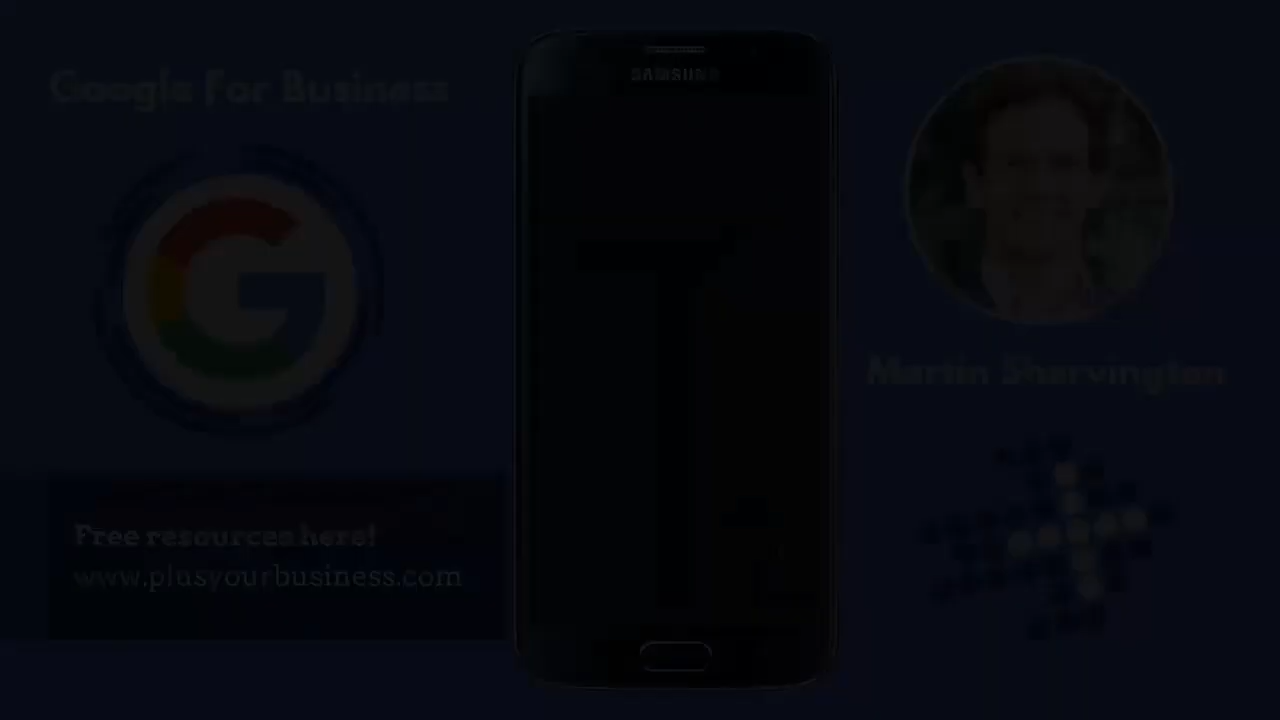 Google For Business
SAMSUNG
Martin Shervington
Free resources here!
www.plusyourbusiness.com